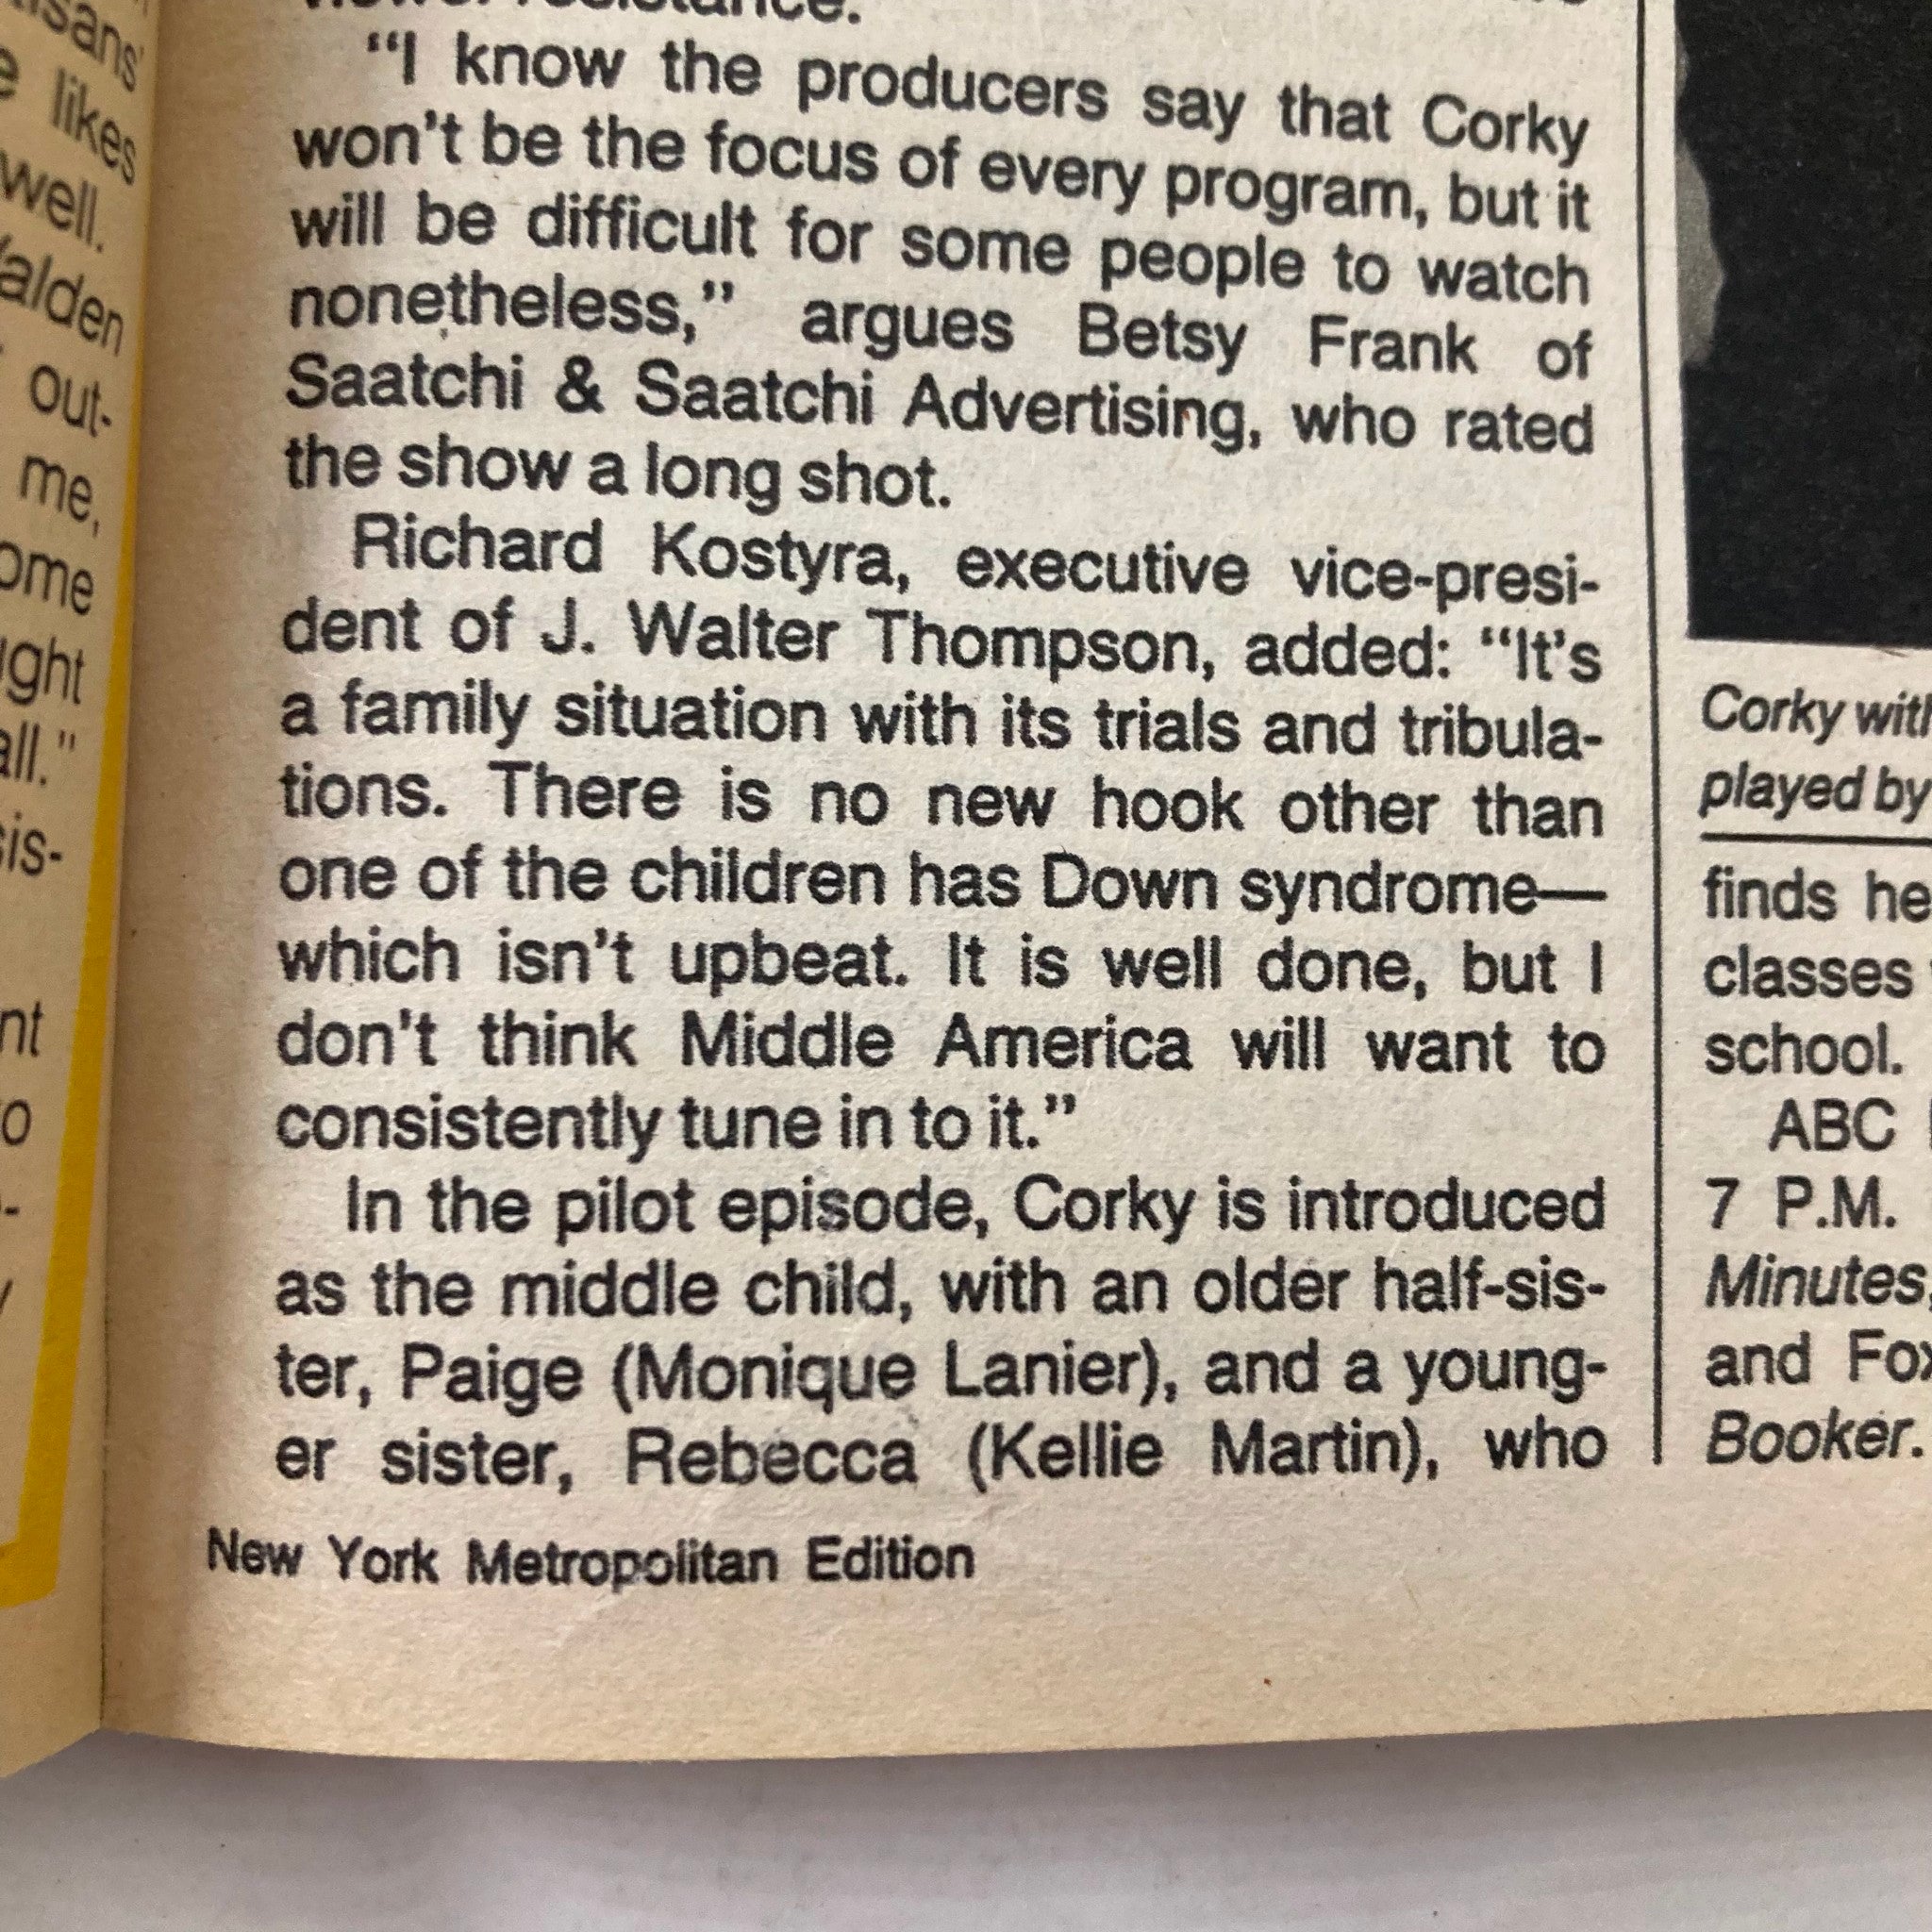 likes
well.
out-
me,
"I know the producers say that Corky
won't be the focus of every program, but it
will be difficult for some people to watch
nonetheless," argues Betsy Frank of
Saatchi & Saatchi Advertising, who rated
the show a long shot.
Richard Kostyra, executive vice-presi-
dent of J. Walter Thompson, added: "It's
a family situation with its trials and tribula-
tions. There is no new hook other than
one of the children has Down syndrome—
which isn't upbeat. It is well done, but I
don't think Middle America will want to
consistently tune in to it."
In the pilot episode, Corky is introduced
as the middle child, with an older half-sis-
ter, Paige (Monique Lanier), and a young-
er sister, Rebecca (Kellie Martin), who
New York Metropolitan Edition
Corky with
played by
finds he
classes
school.
ABC
7 P.M.
Minutes,
and Fox
Booker.